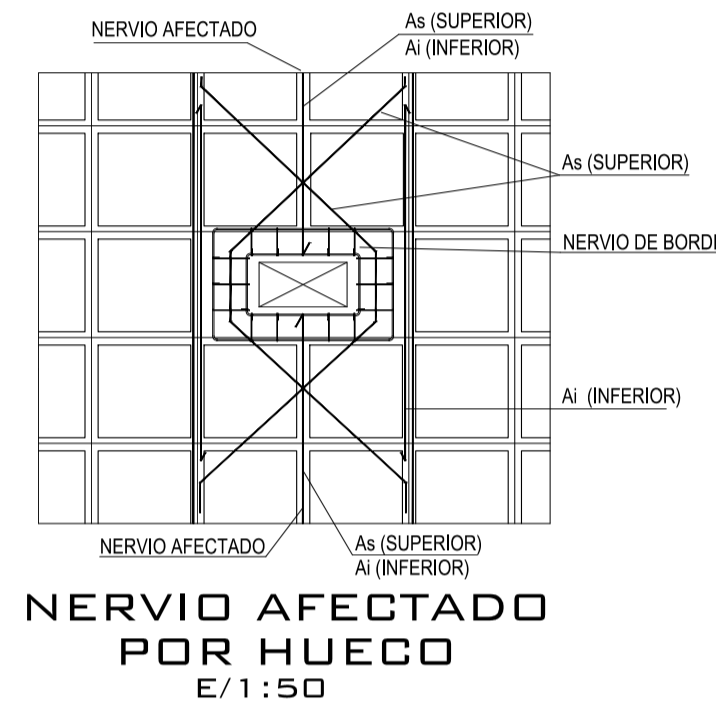 NERVIO AFECTADO
As (SUPERIOR)
Ai (INFERIOR)
As (SUPERIOR)
NERVIO DE BORD
Ai (INFERIOR)
NERVIO AFECTADO
As (SUPERIOR)
Ai (INFERIOR)
NERVIO AFECTADO
POR HUECO
E/1:50